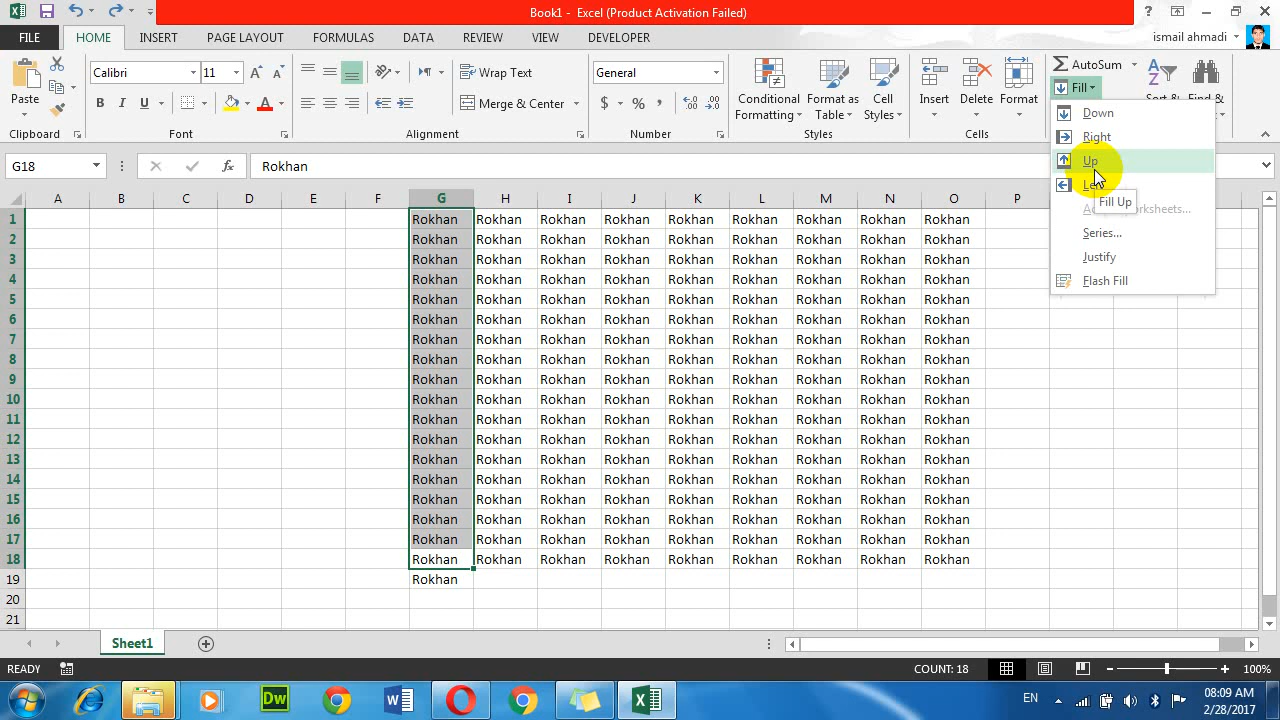 Book1 - Excel (Product Activation Failed)
FILE HOME INSERT PAGE LAYOUT FORMULAS DATA REVIEW VIEW DEVELOPER ismail ahmadi
Paste
Clipboard
Calibri 11
B I U
A
Font
Wrap Text
Merge & Center
Alignment
General
$ % ,
Number
Conditional Formatting
Format as Table
Cell Styles
Styles
Insert Delete Format
Cells
AutoSum
Fill
Down
Right
Up
Fill Up
Series...
Justify
Flash Fill
G18 fx Rokhan
A B C D E F G H I J K L M N O P
1 Rokhan Rokhan Rokhan Rokhan Rokhan Rokhan Rokhan Rokhan Rokhan
2 Rokhan Rokhan Rokhan Rokhan Rokhan Rokhan Rokhan Rokhan Rokhan
3 Rokhan Rokhan Rokhan Rokhan Rokhan Rokhan Rokhan Rokhan Rokhan
4 Rokhan Rokhan Rokhan Rokhan Rokhan Rokhan Rokhan Rokhan Rokhan
5 Rokhan Rokhan Rokhan Rokhan Rokhan Rokhan Rokhan Rokhan Rokhan
6 Rokhan Rokhan Rokhan Rokhan Rokhan Rokhan Rokhan Rokhan Rokhan
7 Rokhan Rokhan Rokhan Rokhan Rokhan Rokhan Rokhan Rokhan Rokhan
8 Rokhan Rokhan Rokhan Rokhan Rokhan Rokhan Rokhan Rokhan Rokhan
9 Rokhan Rokhan Rokhan Rokhan Rokhan Rokhan Rokhan Rokhan Rokhan
10 Rokhan Rokhan Rokhan Rokhan Rokhan Rokhan Rokhan Rokhan Rokhan
11 Rokhan Rokhan Rokhan Rokhan Rokhan Rokhan Rokhan Rokhan Rokhan
12 Rokhan Rokhan Rokhan Rokhan Rokhan Rokhan Rokhan Rokhan Rokhan
13 Rokhan Rokhan Rokhan Rokhan Rokhan Rokhan Rokhan Rokhan Rokhan
14 Rokhan Rokhan Rokhan Rokhan Rokhan Rokhan Rokhan Rokhan Rokhan
15 Rokhan Rokhan Rokhan Rokhan Rokhan Rokhan Rokhan Rokhan Rokhan
16 Rokhan Rokhan Rokhan Rokhan Rokhan Rokhan Rokhan Rokhan Rokhan
17 Rokhan Rokhan Rokhan Rokhan Rokhan Rokhan Rokhan Rokhan Rokhan
18 Rokhan Rokhan Rokhan Rokhan Rokhan Rokhan Rokhan Rokhan Rokhan
19 Rokhan
20
21
Sheet1
READY COUNT: 18 100%
Dw EN 08:09 AM
2/28/2017